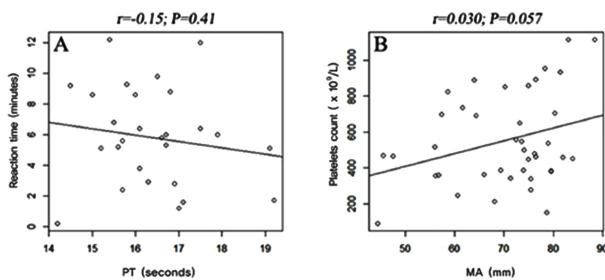 r=-0.15; P=0.41
A
Reaction time (minutes)
12
10
8
6
4
2
0
14 15 16 17 18 19
PT (seconds)
r=0.030; P=0.057
B
Platelets count ( x 10⁹/L)
1000
800
600
400
200
50 60 70 80 90
MA (mm)